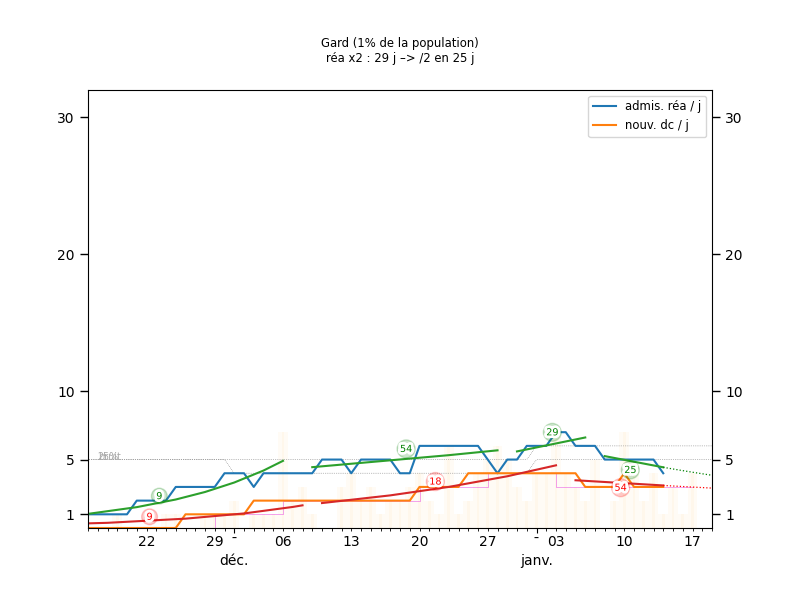 Gard (1% de la population)
réa x2 : 29 j –> /2 en 25 j
admis. réa / j
nouv. dc / j
30 30
20 20
10 10
5 5
1 1
29
54
25
18
54
9
9
22 29 06 13 20 27 03 10 17
déc. janv.